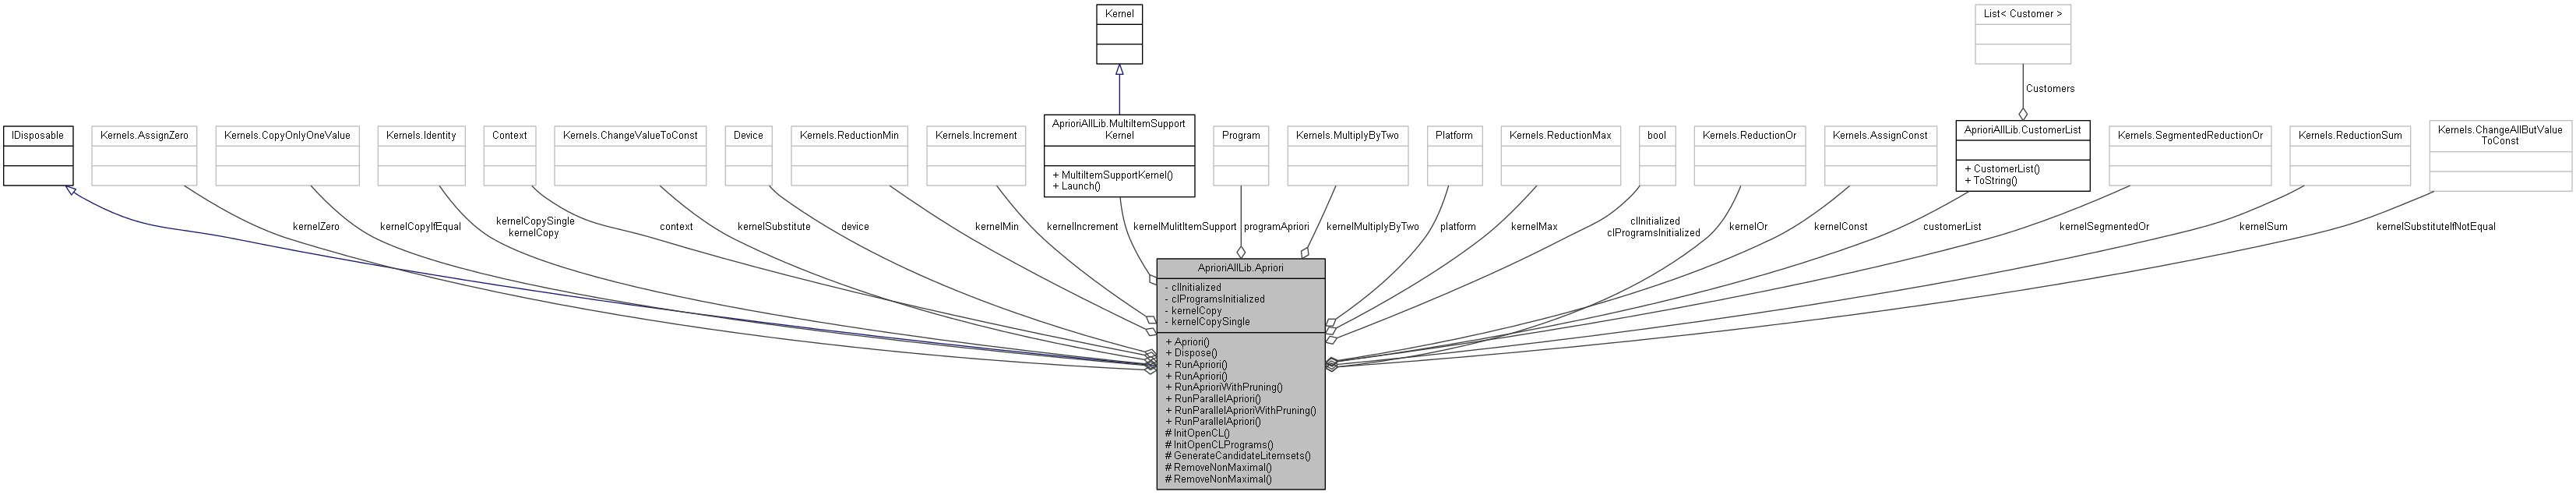 Kernel
List< Customer >
Customers
IDisposable
Kernels.AssignZero
Kernels.CopyOnlyOneValue
Kernels.Identity
Context
Kernels.ChangeValueToConst
Device
Kernels.ReductionMin
Kernels.Increment
AprioriAllLib.MultiItemSupport
Kernel
+ MultiItemSupportKernel()
+ Launch()
Program
Kernels.MultiplyByTwo
Platform
Kernels.ReductionMax
bool
Kernels.ReductionOr
Kernels.AssignConst
AprioriAllLib.CustomerList
+ CustomerList()
+ ToString()
Kernels.SegmentedReductionOr
Kernels.ReductionSum
Kernels.ChangeAllButValue
ToConst
kernelZero
kernelCopyIfEqual
kernelCopySingle
kernelCopy
context
kernelSubstitute
device
kernelMin
kernelIncrement
kernelMulitItemSupport
programApriori
kernelMultiplyByTwo
platform
kernelMax
clInitialized
clProgramsInitialized
kernelOr
kernelConst
customerList
kernelSegmentedOr
kernelSum
kernelSubstituteIfNotEqual
AprioriAllLib.Apriori
- clInitialized
- clProgramsInitialized
- kernelCopy
- kernelCopySingle
+ Apriori()
+ Dispose()
+ RunApriori()
+ RunApriori()
+ RunAprioriWithPruning()
+ RunParallelApriori()
+ RunParallelAprioriWithPruning()
+ RunParallelApriori()
# InitOpenCL()
# InitOpenCLPrograms()
# GenerateCandidateLitemsets()
# RemoveNonMaximal()
# RemoveNonMaximal()